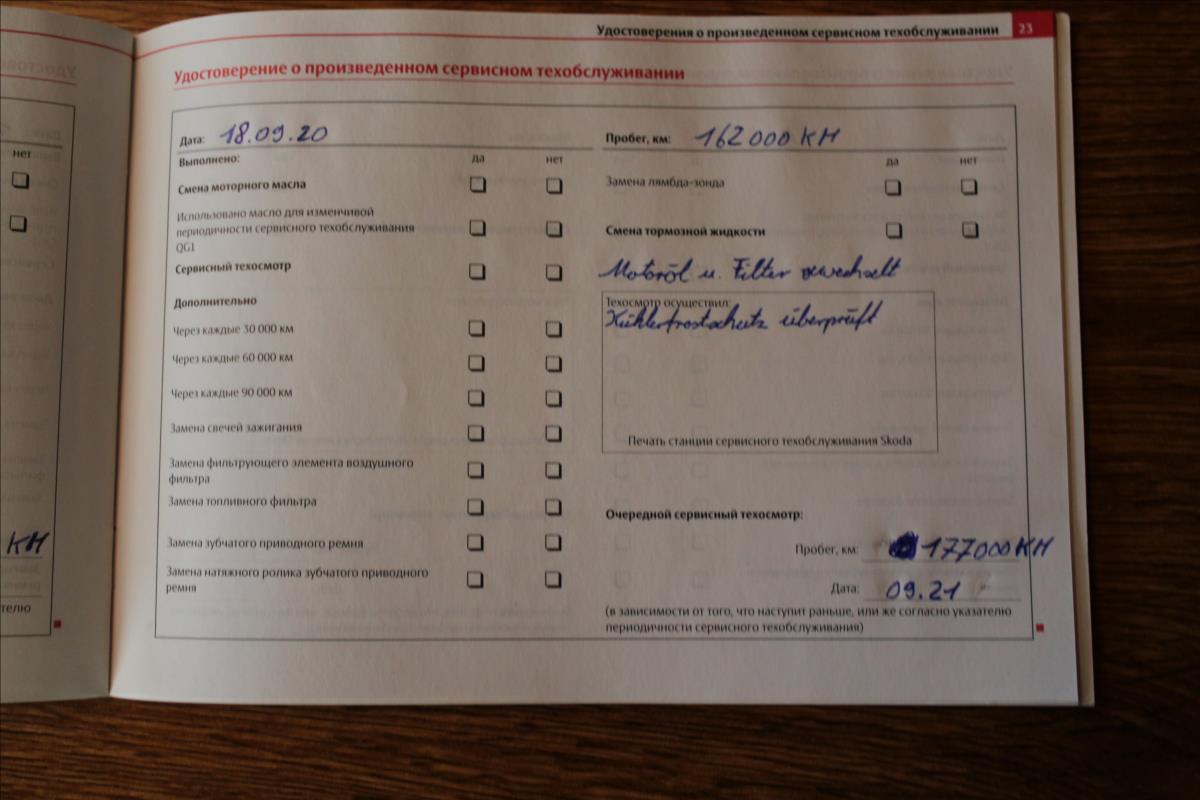 Удостоверения о произведенном сервисном техобслуживании 23
Удостоверение о произведенном сервисном техобслуживании
Дата: 18.09.20
Выполнено: да нет
Смена моторного масла
Использовано масло для изменчивой
периодичности сервисного техобслуживания
QG1
Сервисный техосмотр
Дополнительно
Через каждые 30 000 км
Через каждые 60 000 км
Через каждые 90 000 км
Замена свечей зажигания
Замена фильтрующего элемента воздушного
фильтра
Замена топливного фильтра
Замена зубчатого приводного ремня
Замена натяжного ролика зубчатого приводного
ремня
Пробег, км: 162 000 KM
да нет
Замена лямбда-зонда
Смена тормозной жидкости
Motoröl u. Filter
Техосмотр осуществил:
Kühlerfrostschutz überprüft
Печать станции сервисного техобслуживания Skoda
Очередной сервисный техосмотр:
Пробег, км: 177000 KM
Дата: 09.21
(в зависимости от того, что наступит раньше, или же согласно указателю
периодичности сервисного техобслуживания)
нет
KM
телю